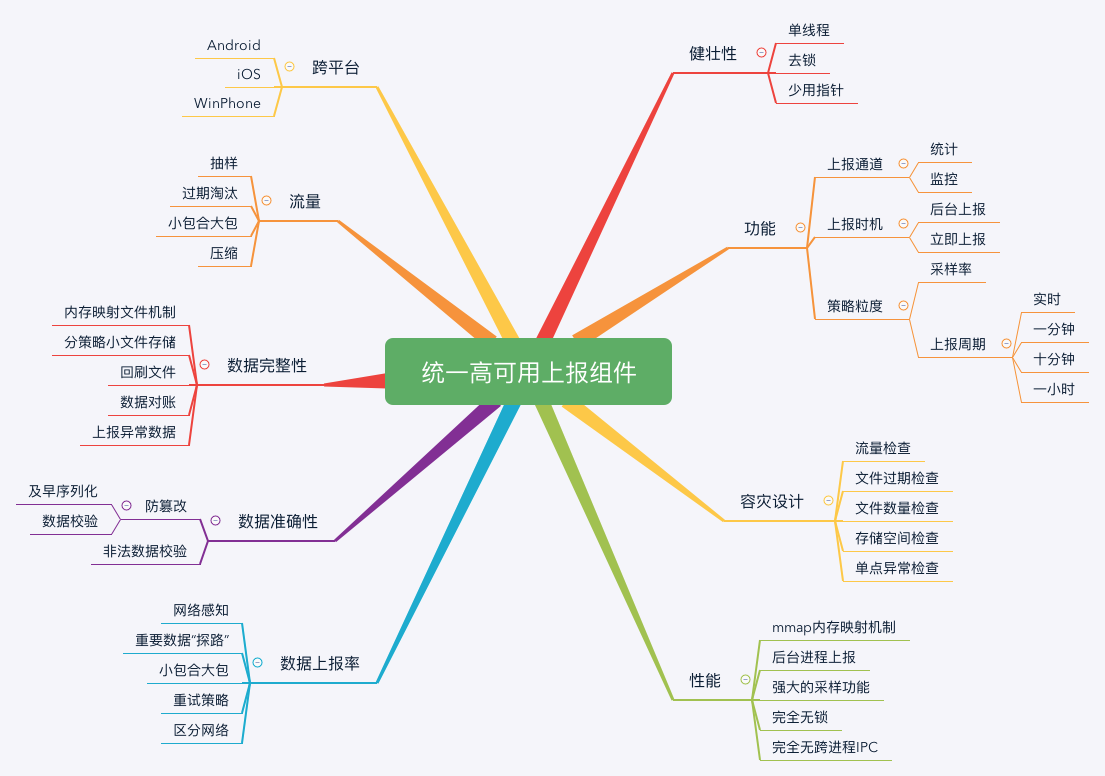 统一高可用上报组件
健壮性
单线程
去锁
少用指针
功能
上报通道
统计
监控
上报时机
后台上报
立即上报
策略粒度
采样率
上报周期
实时
一分钟
十分钟
一小时
容灾设计
流量检查
文件过期检查
文件数量检查
存储空间检查
单点异常检查
性能
mmap内存映射机制
后台进程上报
强大的采样功能
完全无锁
完全无跨进程IPC
跨平台
Android
iOS
WinPhone
流量
抽样
过期淘汰
小包合大包
压缩
数据完整性
内存映射文件机制
分策略小文件存储
回刷文件
数据对账
上报异常数据
数据准确性
防篡改
及早序列化
数据校验
非法数据校验
数据上报率
网络感知
重要数据“探路”
小包合大包
重试策略
区分网络